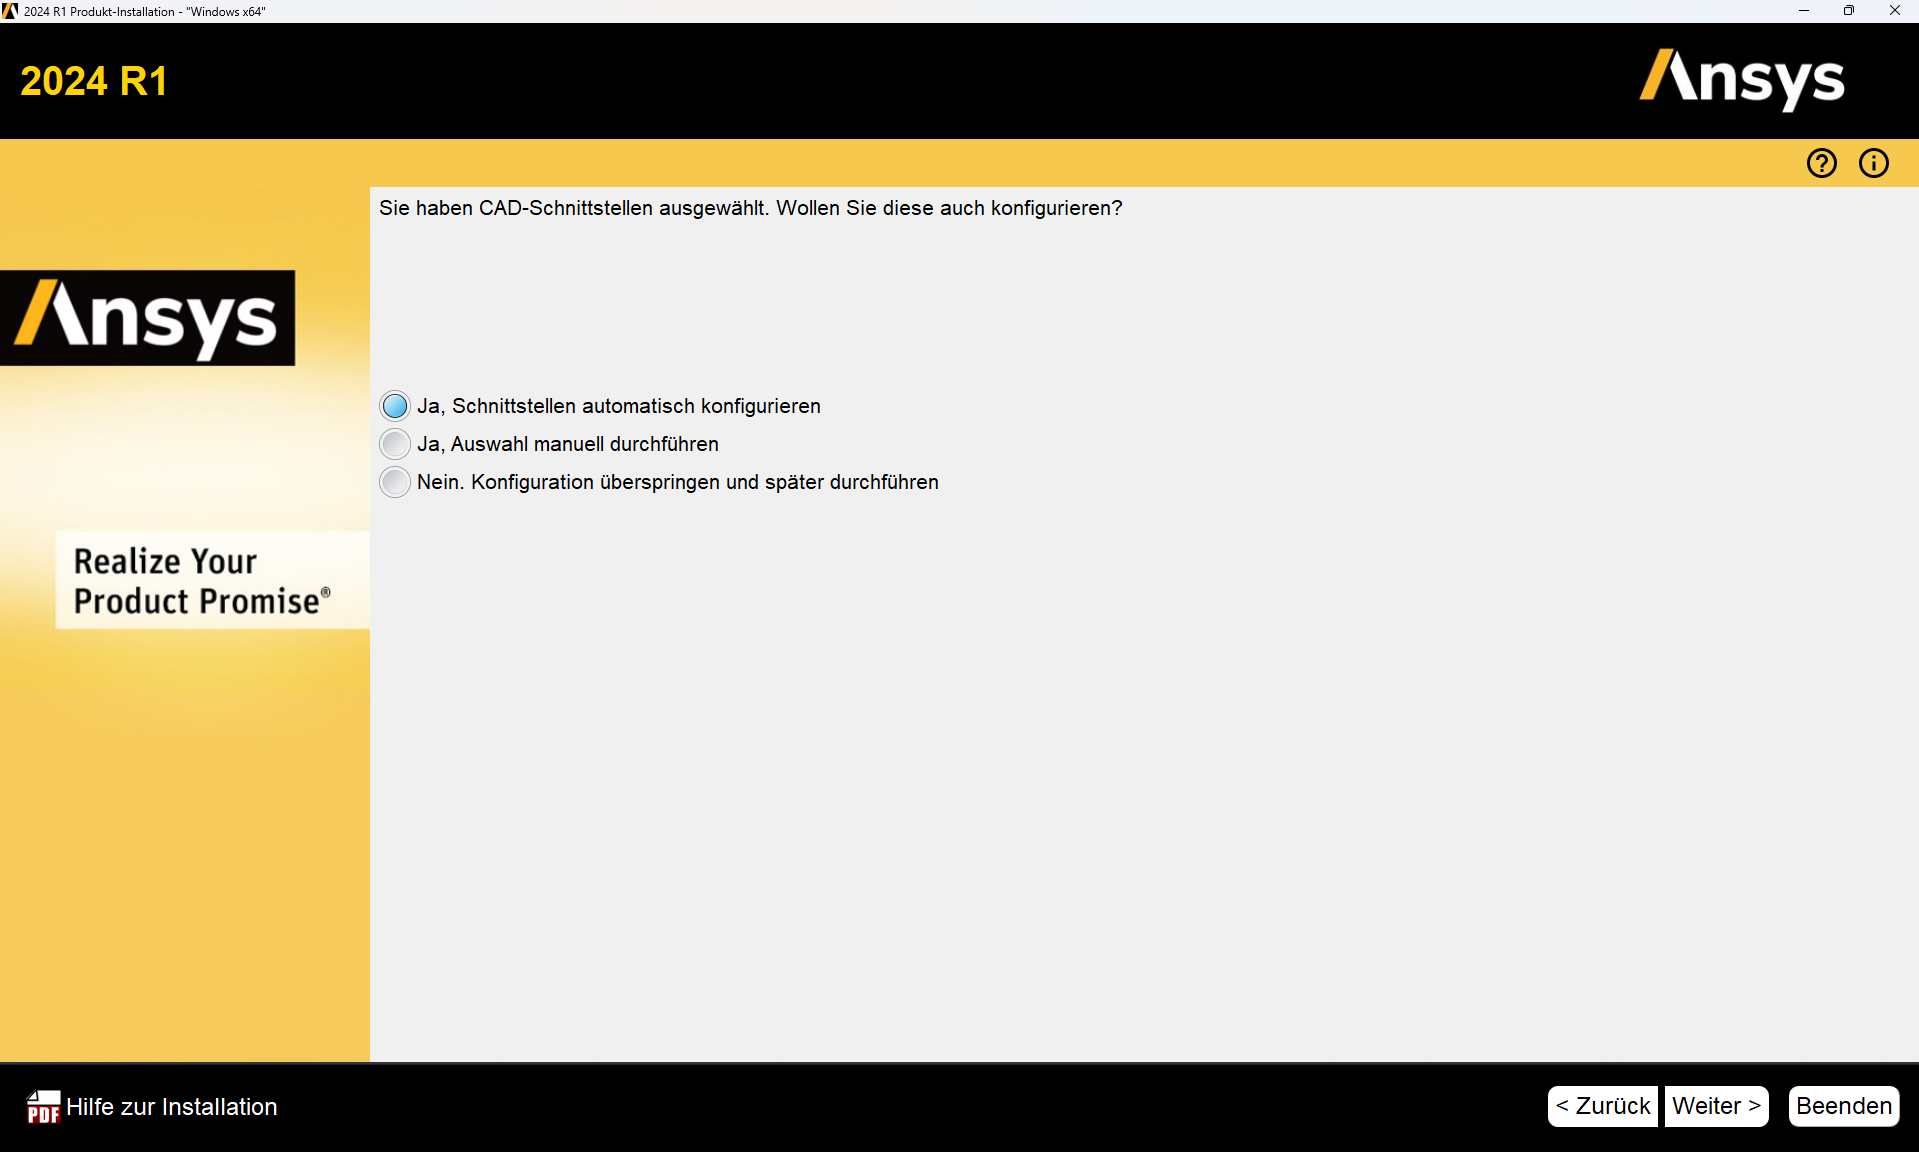 2024 R1 Produkt-Installation - "Windows x64"
2024 R1
Ansys
Sie haben CAD-Schnittstellen ausgewählt. Wollen Sie diese auch konfigurieren?
Ansys
Ja, Schnittstellen automatisch konfigurieren
Ja, Auswahl manuell durchführen
Nein. Konfiguration überspringen und später durchführen
Realize Your
Product Promise®
PDF Hilfe zur Installation
< Zurück
Weiter >
Beenden